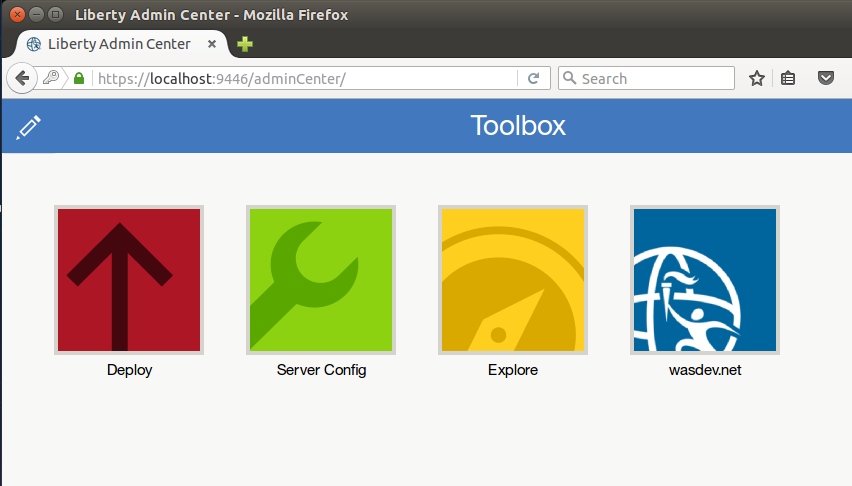 Liberty Admin Center - Mozilla Firefox
Liberty Admin Center
https://localhost:9446/adminCenter/
Search
Toolbox
Deploy
Server Config
Explore
wasdev.net